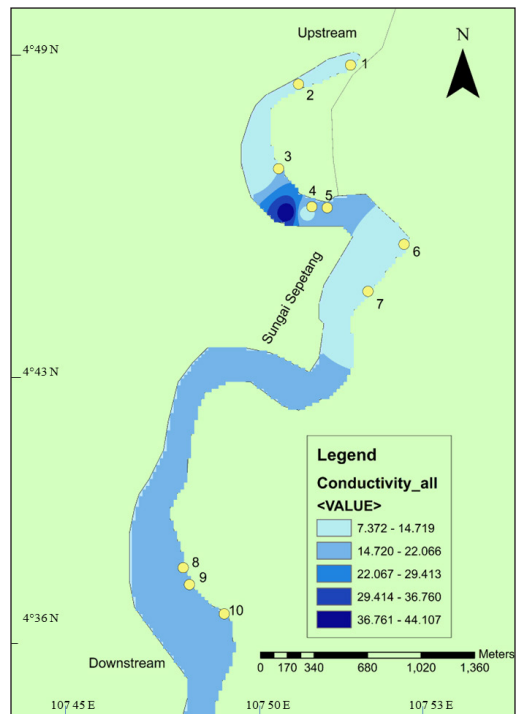 Upstream
4°49 N
N
1
2
3
4
5
6
7
Sungai Sepetang
4°43 N
Legend
Conductivity_all
<VALUE>
7.372 - 14.719
14.720 - 22.066
22.067 - 29.413
29.414 - 36.760
36.761 - 44.107
8
9
10
4°36 N
Downstream
Meters
0 170 340 680 1,020 1,360
107 45 E 107 50 E 107 53 E